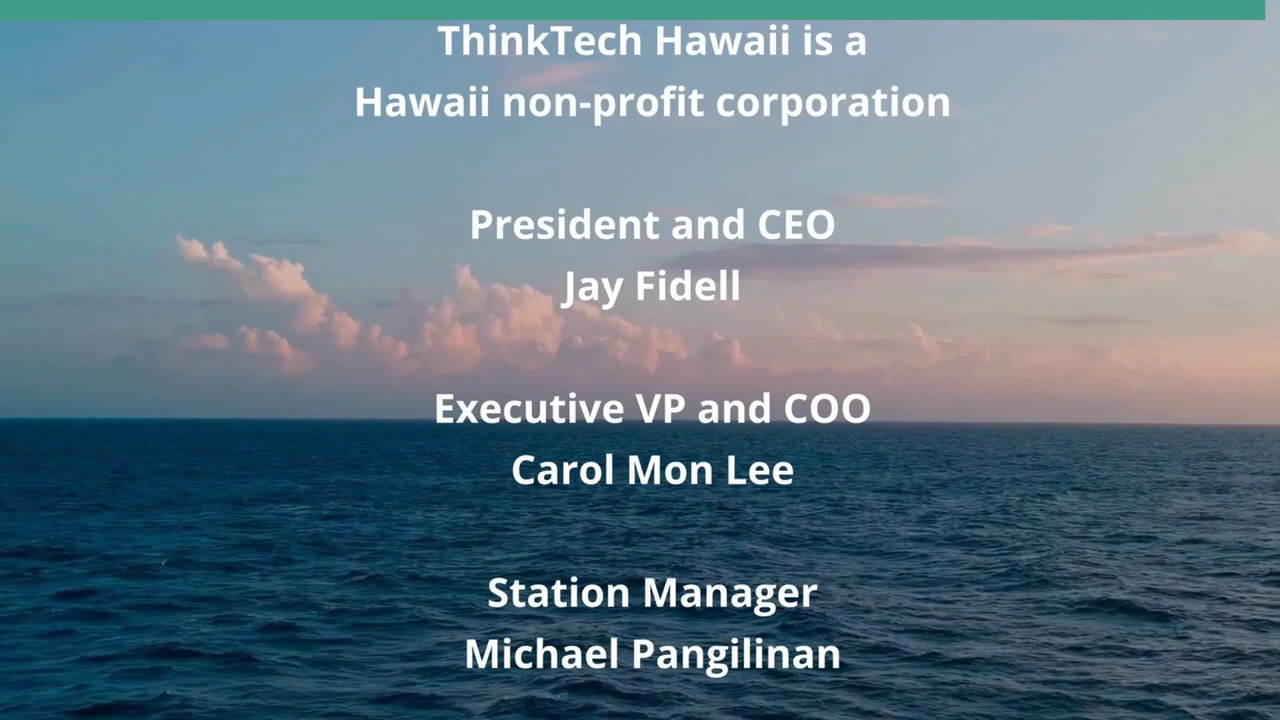 ThinkTech Hawaii is a
Hawaii non-profit corporation
President and CEO
Jay Fidell
Executive VP and COO
Carol Mon Lee
Station Manager
Michael Pangilinan